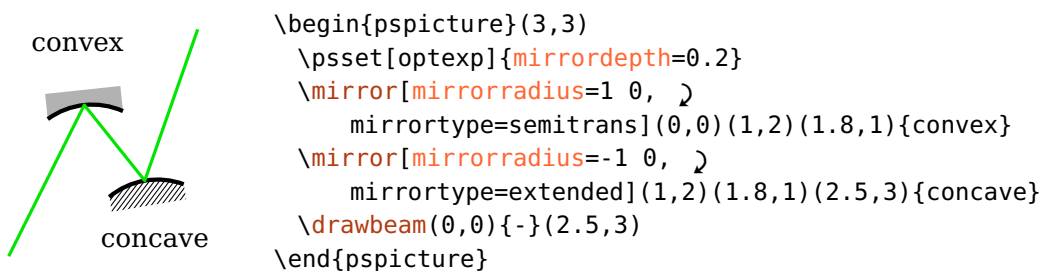 convex
concave
\begin{pspicture}(3,3)
\psset[optexp]{mirrordepth=0.2}
\mirror[mirrorradius=1 0,
mirrortype=semitrans](0,0)(1,2)(1.8,1){convex}
\mirror[mirrorradius=-1 0,
mirrortype=extended](1,2)(1.8,1)(2.5,3){concave}
\drawbeam(0,0){-}(2.5,3)
\end{pspicture}